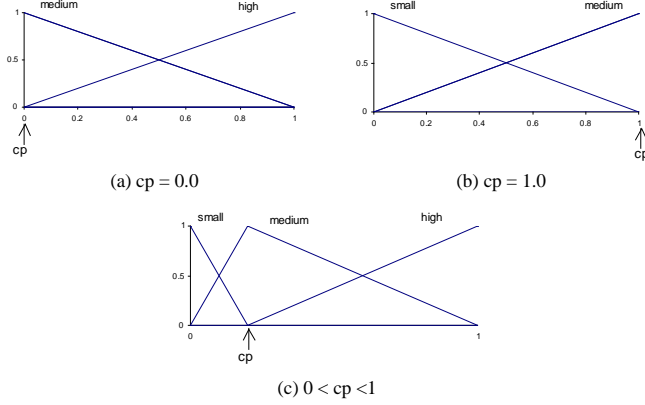 medium high
1
0.5
0
0 0.2 0.4 0.6 0.8 1
cp
(a) cp = 0.0
small medium
1
0.5
0
0 0.2 0.4 0.6 0.8 1
cp
(b) cp = 1.0
small medium high
1
0.5
0
0 1
cp
(c) 0 < cp <1